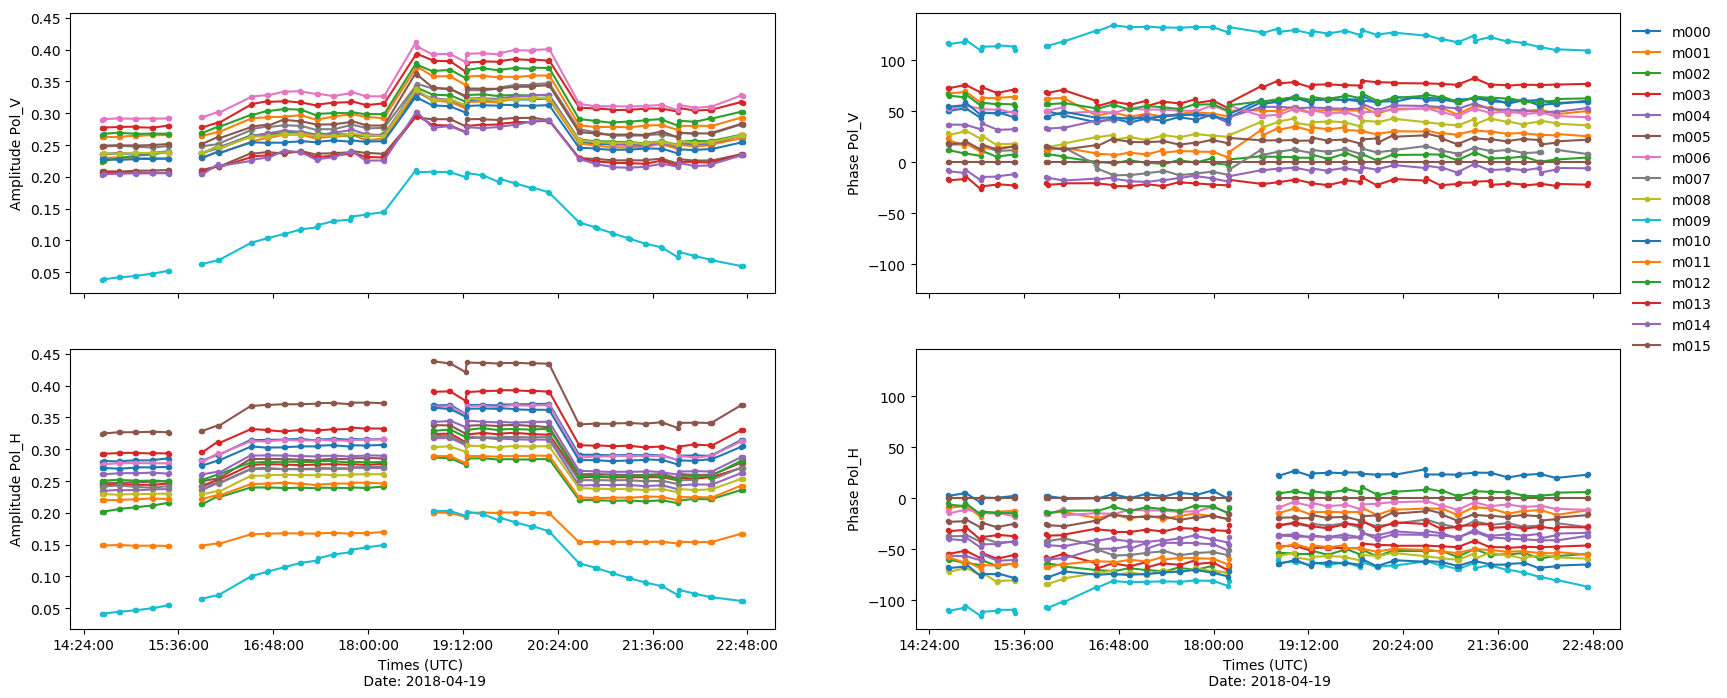 Amplitude Pol_V
0.45
0.40
0.35
0.30
0.25
0.20
0.15
0.10
0.05
Phase Pol_V
100
50
0
−50
−100
m000
m001
m002
m003
m004
m005
m006
m007
m008
m009
m010
m011
m012
m013
m014
m015
Amplitude Pol_H
0.45
0.40
0.35
0.30
0.25
0.20
0.15
0.10
0.05
14:24:00 15:36:00 16:48:00 18:00:00 19:12:00 20:24:00 21:36:00 22:48:00
Times (UTC)
Date: 2018-04-19
Phase Pol_H
100
50
0
−50
−100
14:24:00 15:36:00 16:48:00 18:00:00 19:12:00 20:24:00 21:36:00 22:48:00
Times (UTC)
Date: 2018-04-19